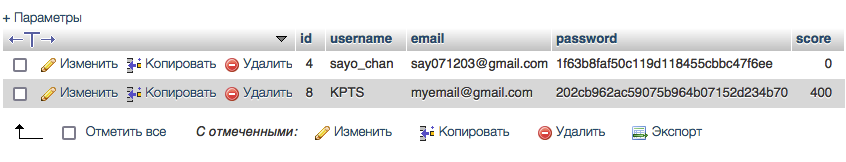 + Параметры
id username email password score
Изменить Копировать Удалить 4 sayo_chan say071203@gmail.com 1f63b8faf50c119d118455cbbc47f6ee 0
Изменить Копировать Удалить 8 KPTS myemail@gmail.com 202cb962ac59075b964b07152d234b70 400
Отметить все С отмеченными: Изменить Копировать Удалить Экспорт